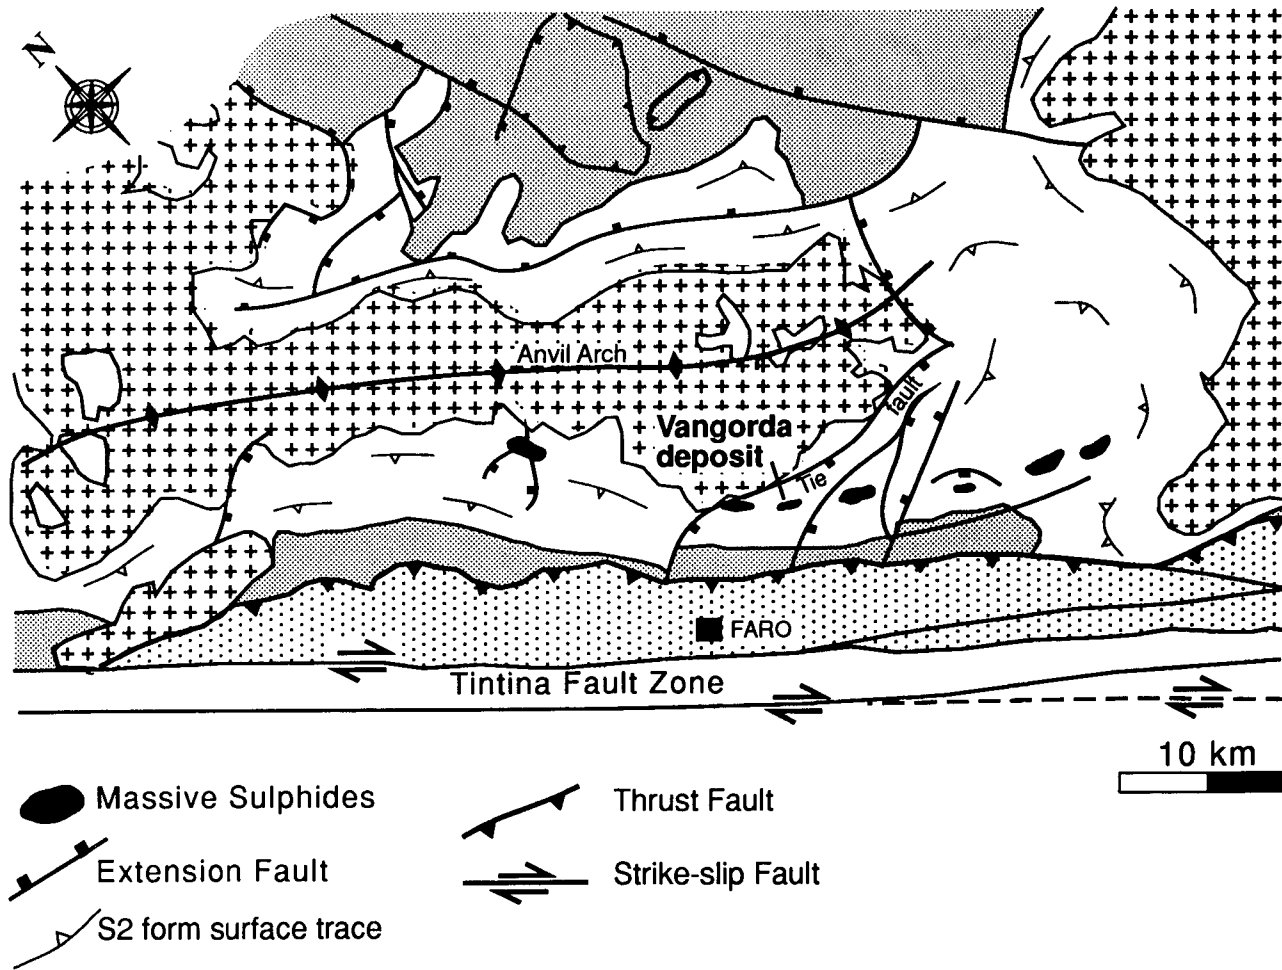 N
Anvil Arch
Vangorda
deposit
fault
Tie
FARO
Tintina Fault Zone
10 km
Massive Sulphides
Thrust Fault
Extension Fault
Strike-slip Fault
S2 form surface trace